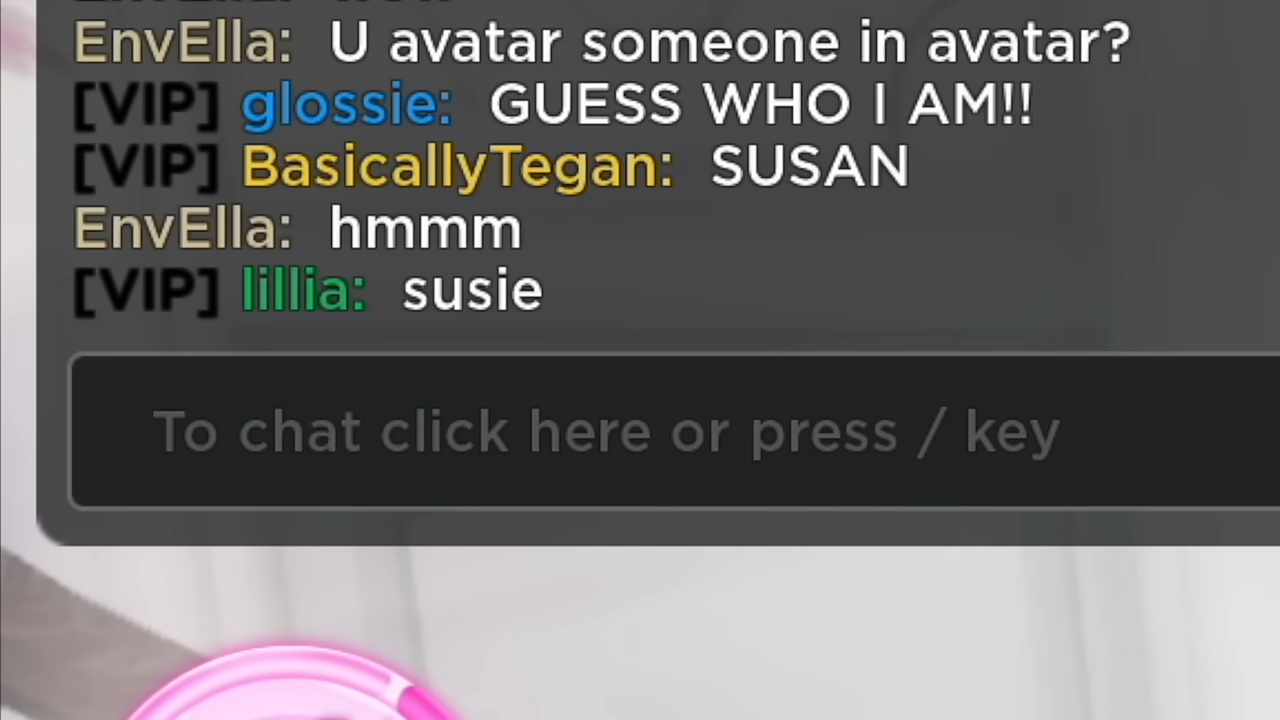 EnvElla: U avatar someone in avatar?
[VIP] glossie: GUESS WHO I AM!!
[VIP] BasicallyTegan: SUSAN
EnvElla: hmmm
[VIP] lillia: susie
To chat click here or press / key